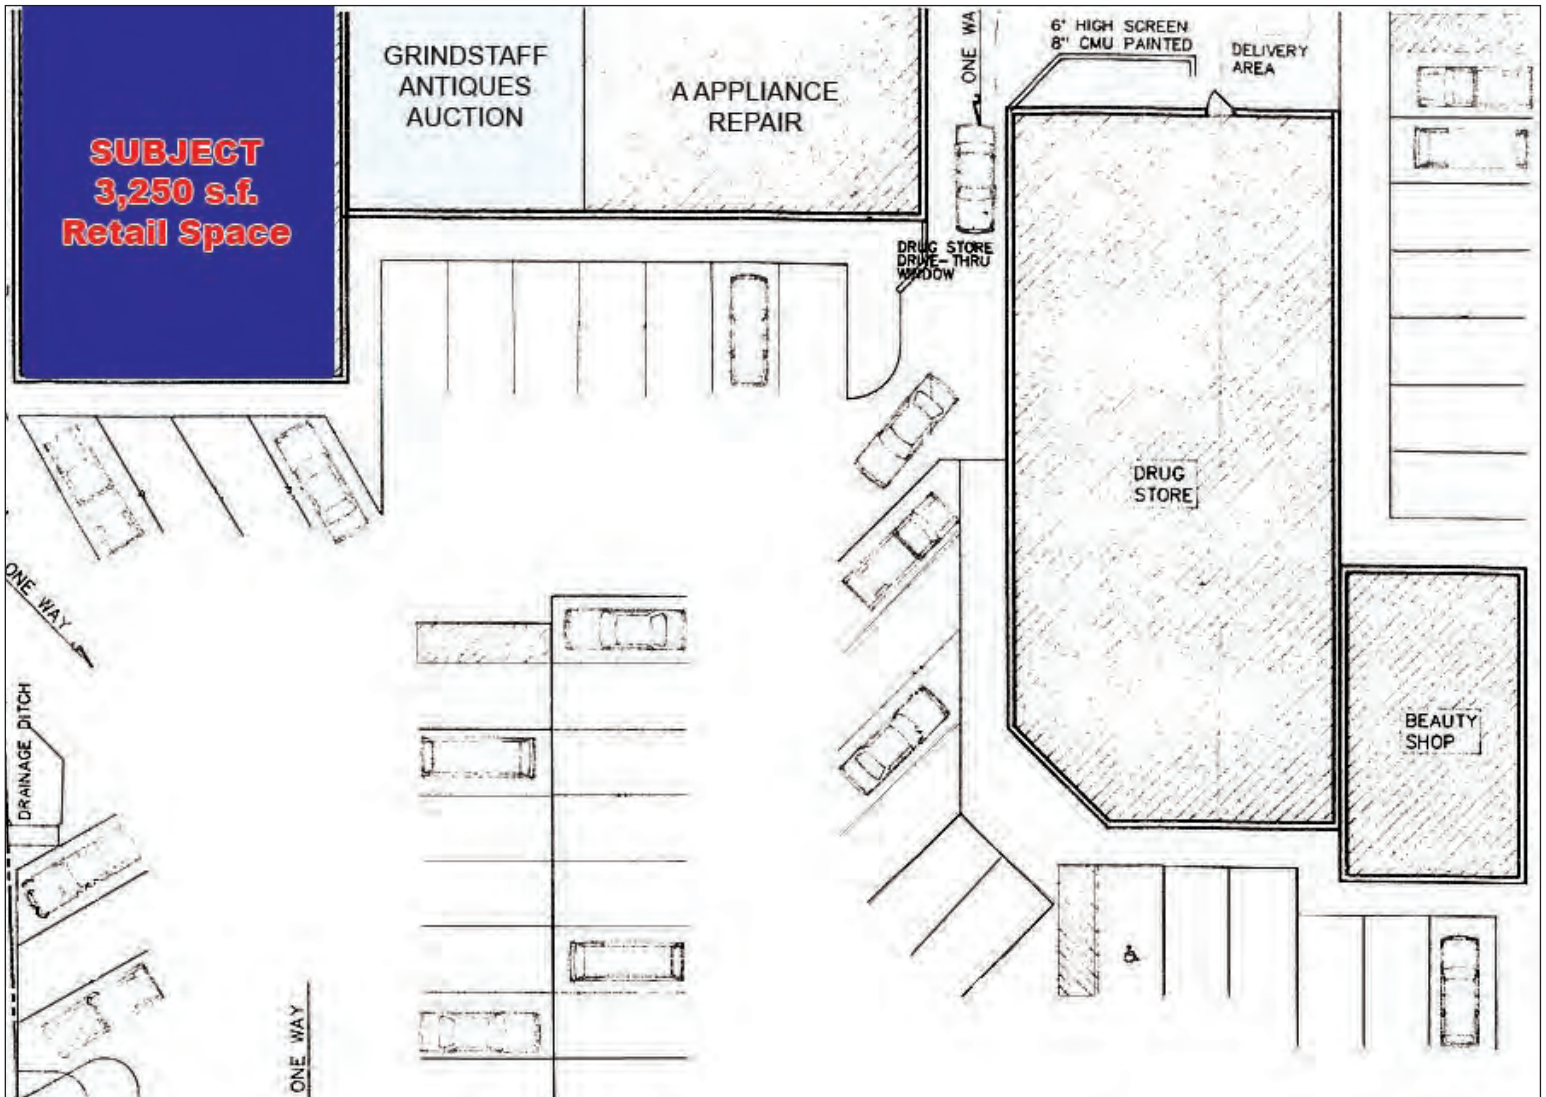 SUBJECT
3,250 s.f.
Retail Space
GRINDSTAFF
ANTIQUES
AUCTION
A APPLIANCE
REPAIR
ONE WA
6' HIGH SCREEN
8" CMU PAINTED
DELIVERY
AREA
DRUG STORE
DRIVE-THRU
WINDOW
DRUG
STORE
BEAUTY
SHOP
ONE WAY
DRAINAGE DITCH
ONE WAY